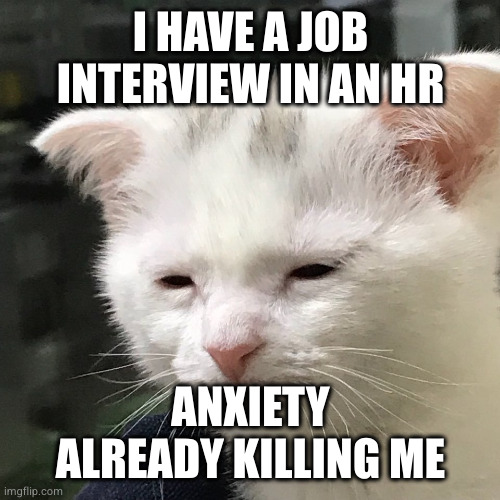 I HAVE A JOB
INTERVIEW IN AN HR
ANXIETY
ALREADY KILLING ME
imgflip.com